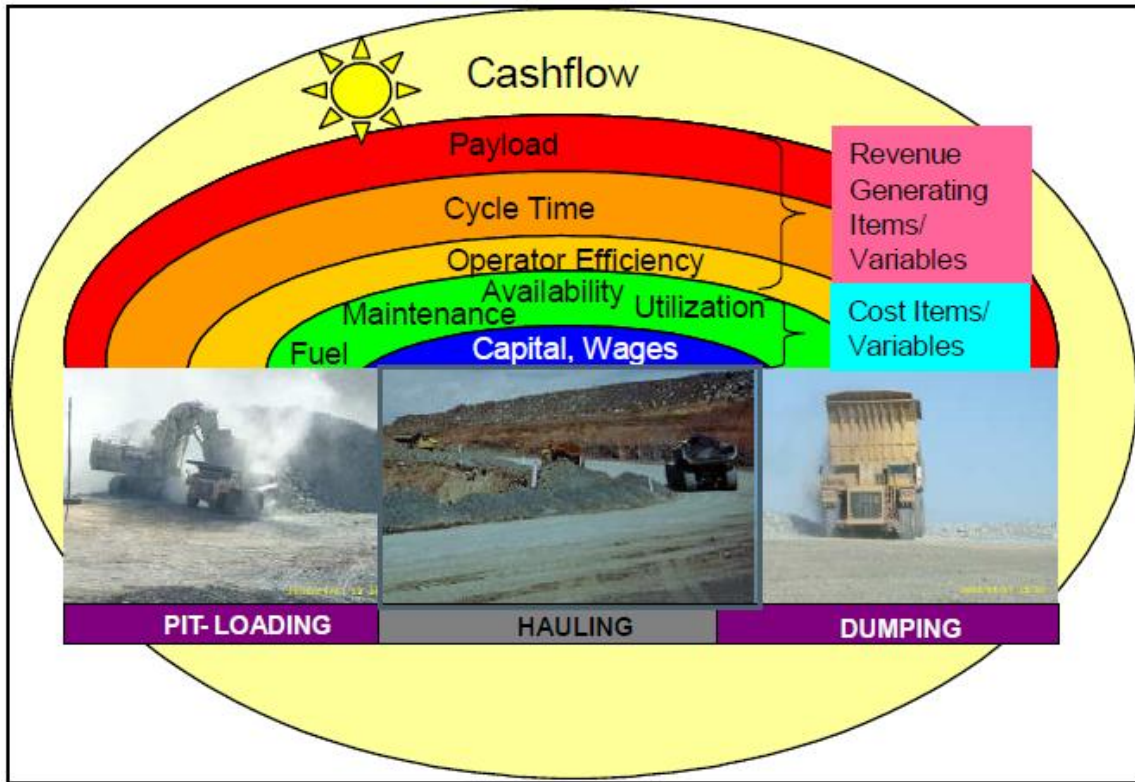 Cashflow
Payload
Cycle Time
Operator Efficiency
Availability
Maintenance
Utilization
Fuel
Capital, Wages
Revenue
Generating
Items/
Variables
Cost Items/
Variables
PIT- LOADING
HAULING
DUMPING